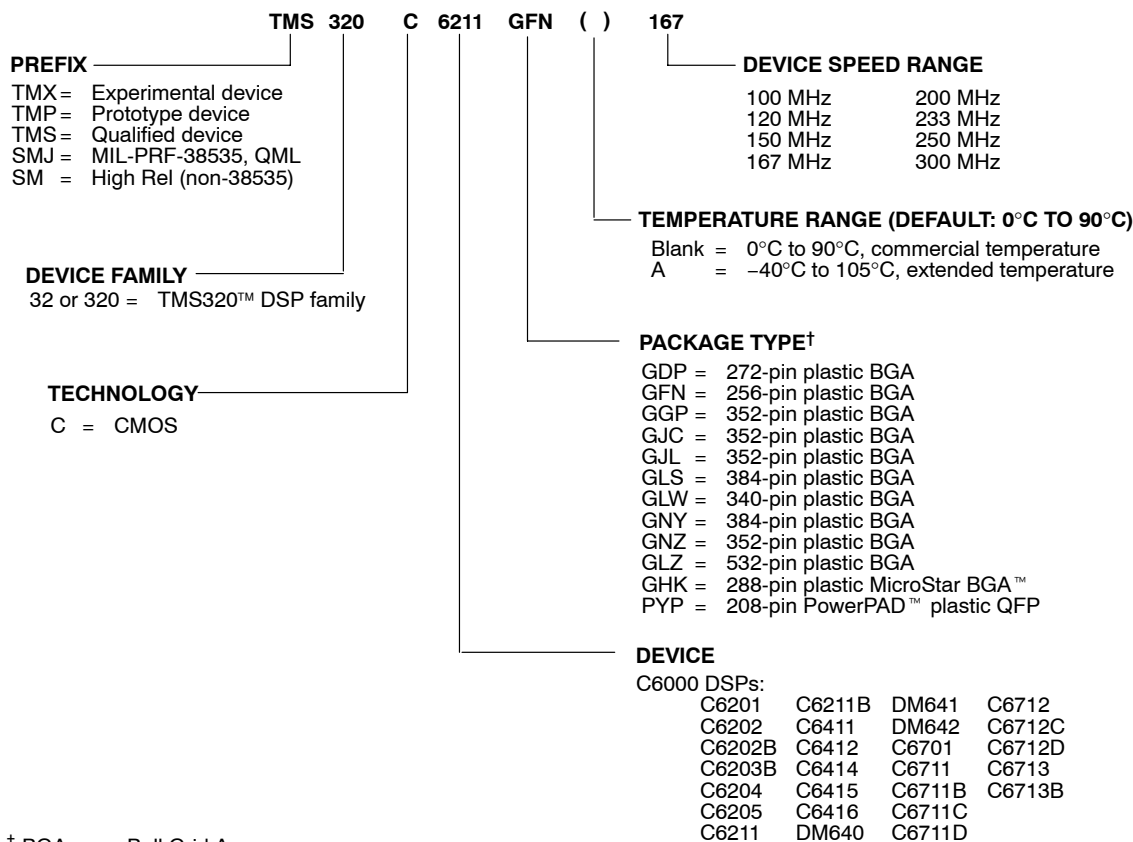 TMS 320 C 6211 GFN ( ) 167
PREFIX
TMX = Experimental device
TMP = Prototype device
TMS = Qualified device
SMJ = MIL-PRF-38535, QML
SM = High Rel (non-38535)
DEVICE SPEED RANGE
100 MHz 200 MHz
120 MHz 233 MHz
150 MHz 250 MHz
167 MHz 300 MHz
TEMPERATURE RANGE (DEFAULT: 0°C TO 90°C)
Blank = 0°C to 90°C, commercial temperature
A = −40°C to 105°C, extended temperature
DEVICE FAMILY
32 or 320 = TMS320™ DSP family
PACKAGE TYPE†
GDP = 272-pin plastic BGA
GFN = 256-pin plastic BGA
GGP = 352-pin plastic BGA
GJC = 352-pin plastic BGA
GJL = 352-pin plastic BGA
GLS = 384-pin plastic BGA
GLW = 340-pin plastic BGA
GNY = 384-pin plastic BGA
GNZ = 352-pin plastic BGA
GLZ = 532-pin plastic BGA
GHK = 288-pin plastic MicroStar BGA™
PYP = 208-pin PowerPAD™ plastic QFP
TECHNOLOGY
C = CMOS
DEVICE
C6000 DSPs:
C6201 C6211B DM641 C6712
C6202 C6411 DM642 C6712C
C6202B C6412 C6701 C6712D
C6203B C6414 C6711 C6713
C6204 C6415 C6711B C6713B
C6205 C6416 C6711C
C6211 DM640 C6711D